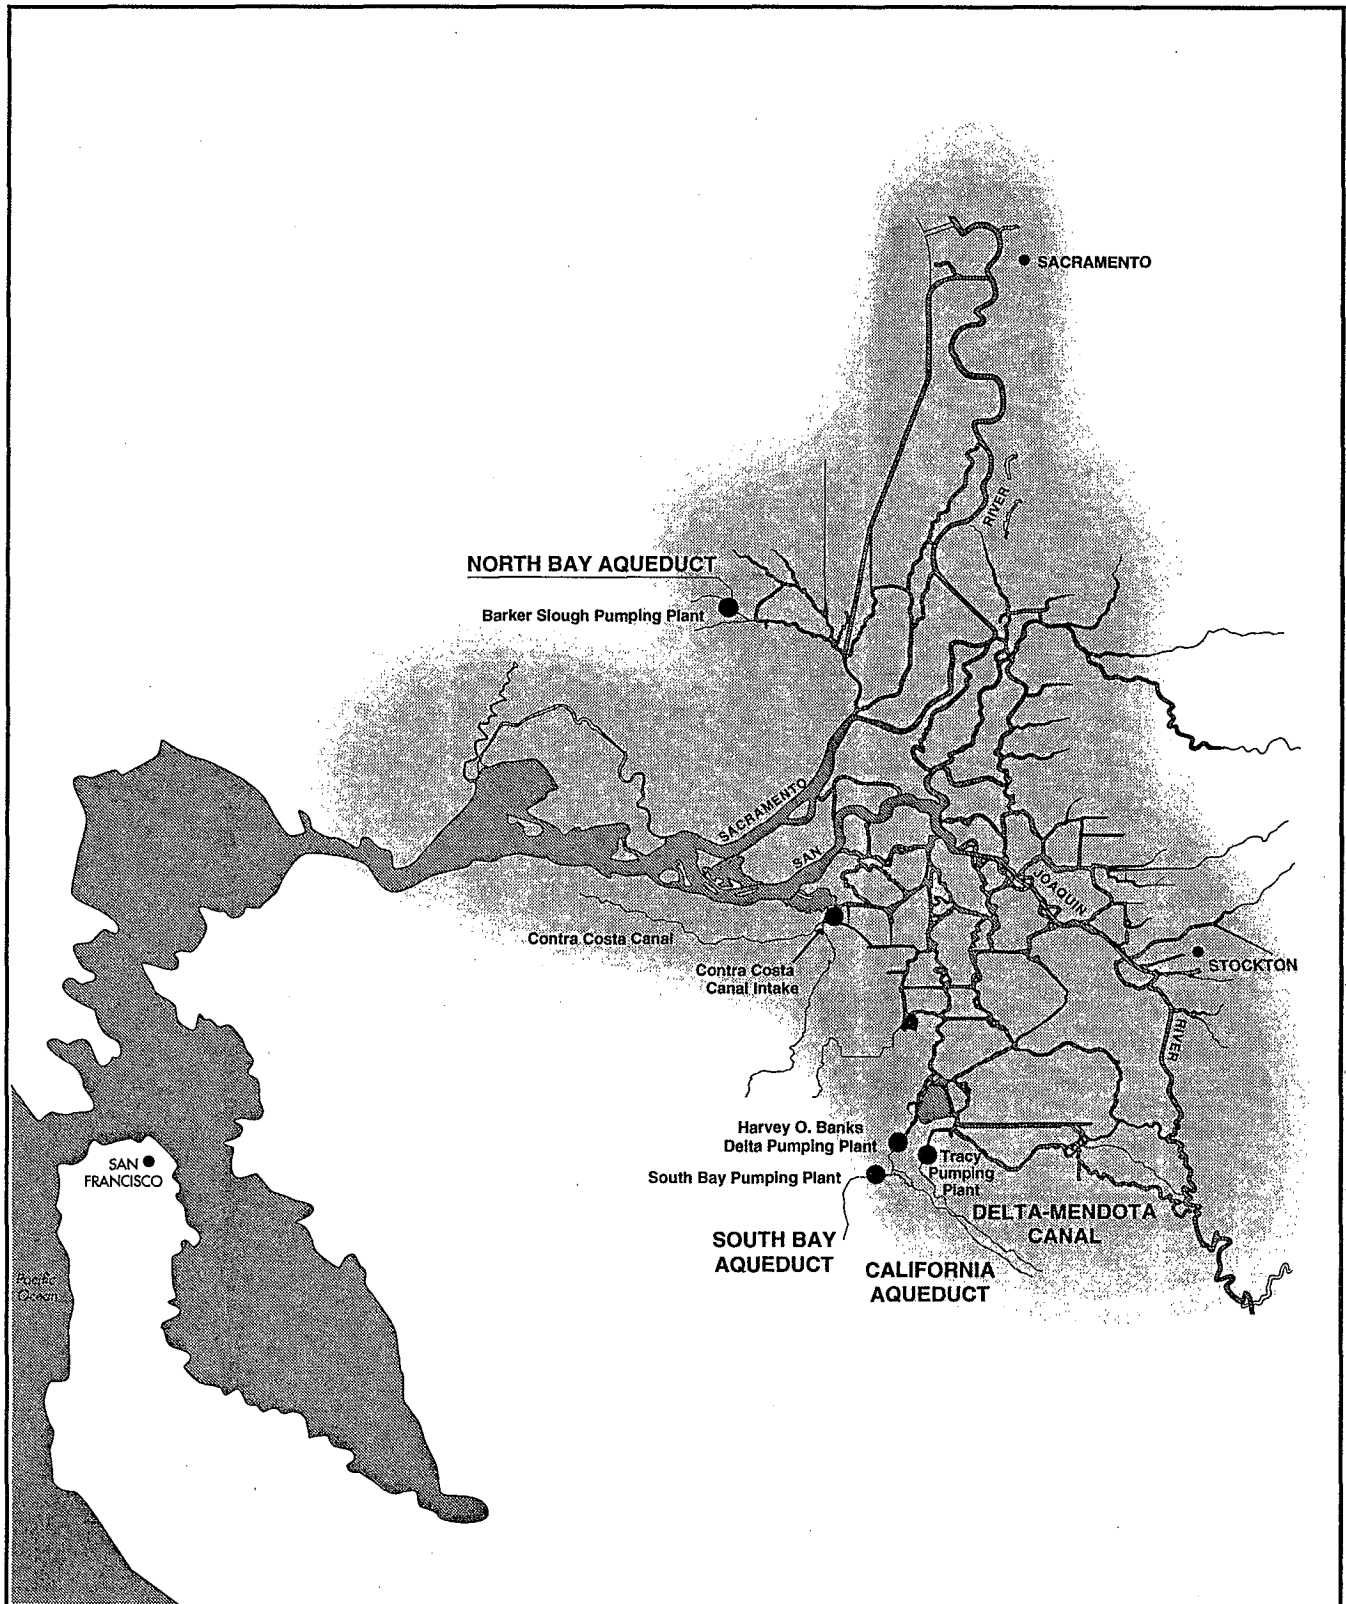 SACRAMENTO
RIVER
NORTH BAY AQUEDUCT
Barker Slough Pumping Plant
SACRAMENTO
SAN
JOAQUIN
Contra Costa Canal
Contra Costa
Canal Intake
STOCKTON
RIVER
Harvey O. Banks
Delta Pumping Plant
Tracy
Pumping
Plant
South Bay Pumping Plant
SAN
FRANCISCO
DELTA-MENDOTA
CANAL
SOUTH BAY
AQUEDUCT
CALIFORNIA
AQUEDUCT
Pacific
Ocean